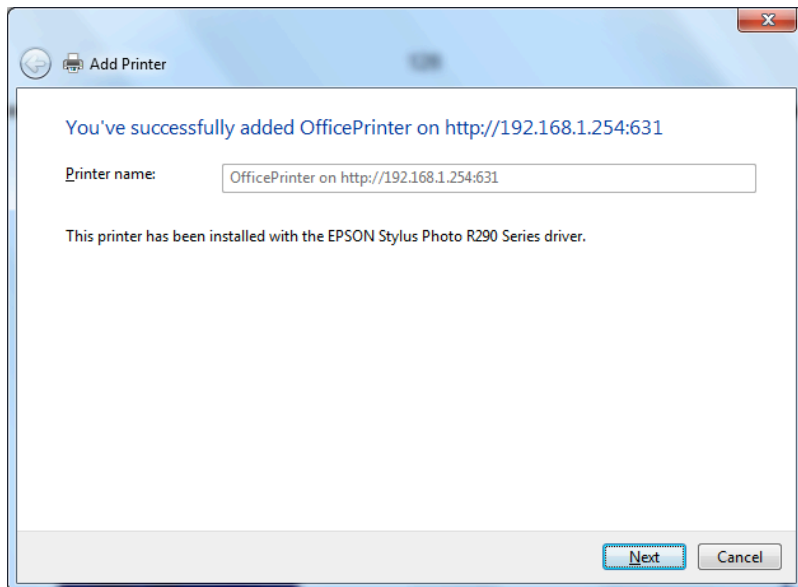 Add Printer
You've successfully added OfficePrinter on http://192.168.1.254:631
Printer name:
OfficePrinter on http://192.168.1.254:631
This printer has been installed with the EPSON Stylus Photo R290 Series driver.
Next
Cancel